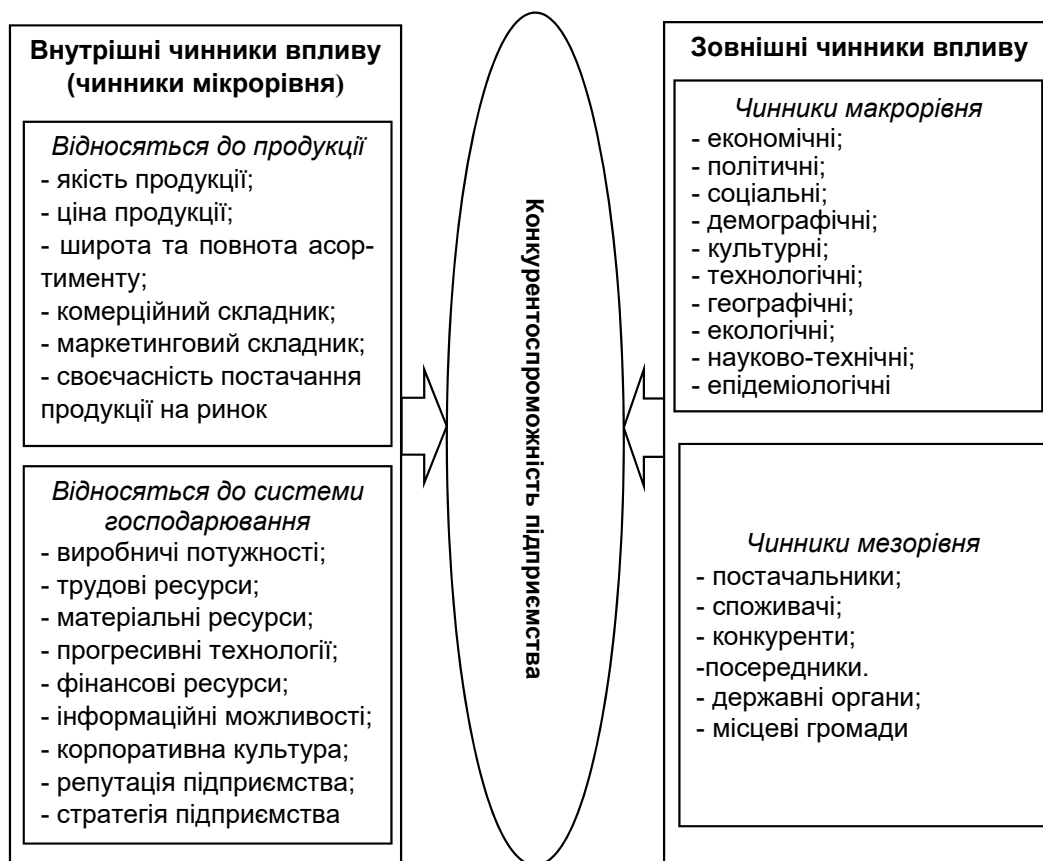 Внутрішні чинники впливу
(чинники мікрорівня)
Відносяться до продукції
- якість продукції;
- ціна продукції;
- широта та повнота асор-
тименту;
- комерційний складник;
- маркетинговий складник;
- своєчасність постачання
продукції на ринок
Відносяться до системи
господарювання
- виробничі потужності;
- трудові ресурси;
- матеріальні ресурси;
- прогресивні технології;
- фінансові ресурси;
- інформаційні можливості;
- корпоративна культура;
- репутація підприємства;
- стратегія підприємства
Конкурентоспроможність підприємства
Зовнішні чинники впливу
Чинники макрорівня
- економічні;
- політичні;
- соціальні;
- демографічні;
- культурні;
- технологічні;
- географічні;
- екологічні;
- науково-технічні;
- епідеміологічні
Чинники мезорівня
- постачальники;
- споживачі;
- конкуренти;
-посередники.
- державні органи;
- місцеві громади